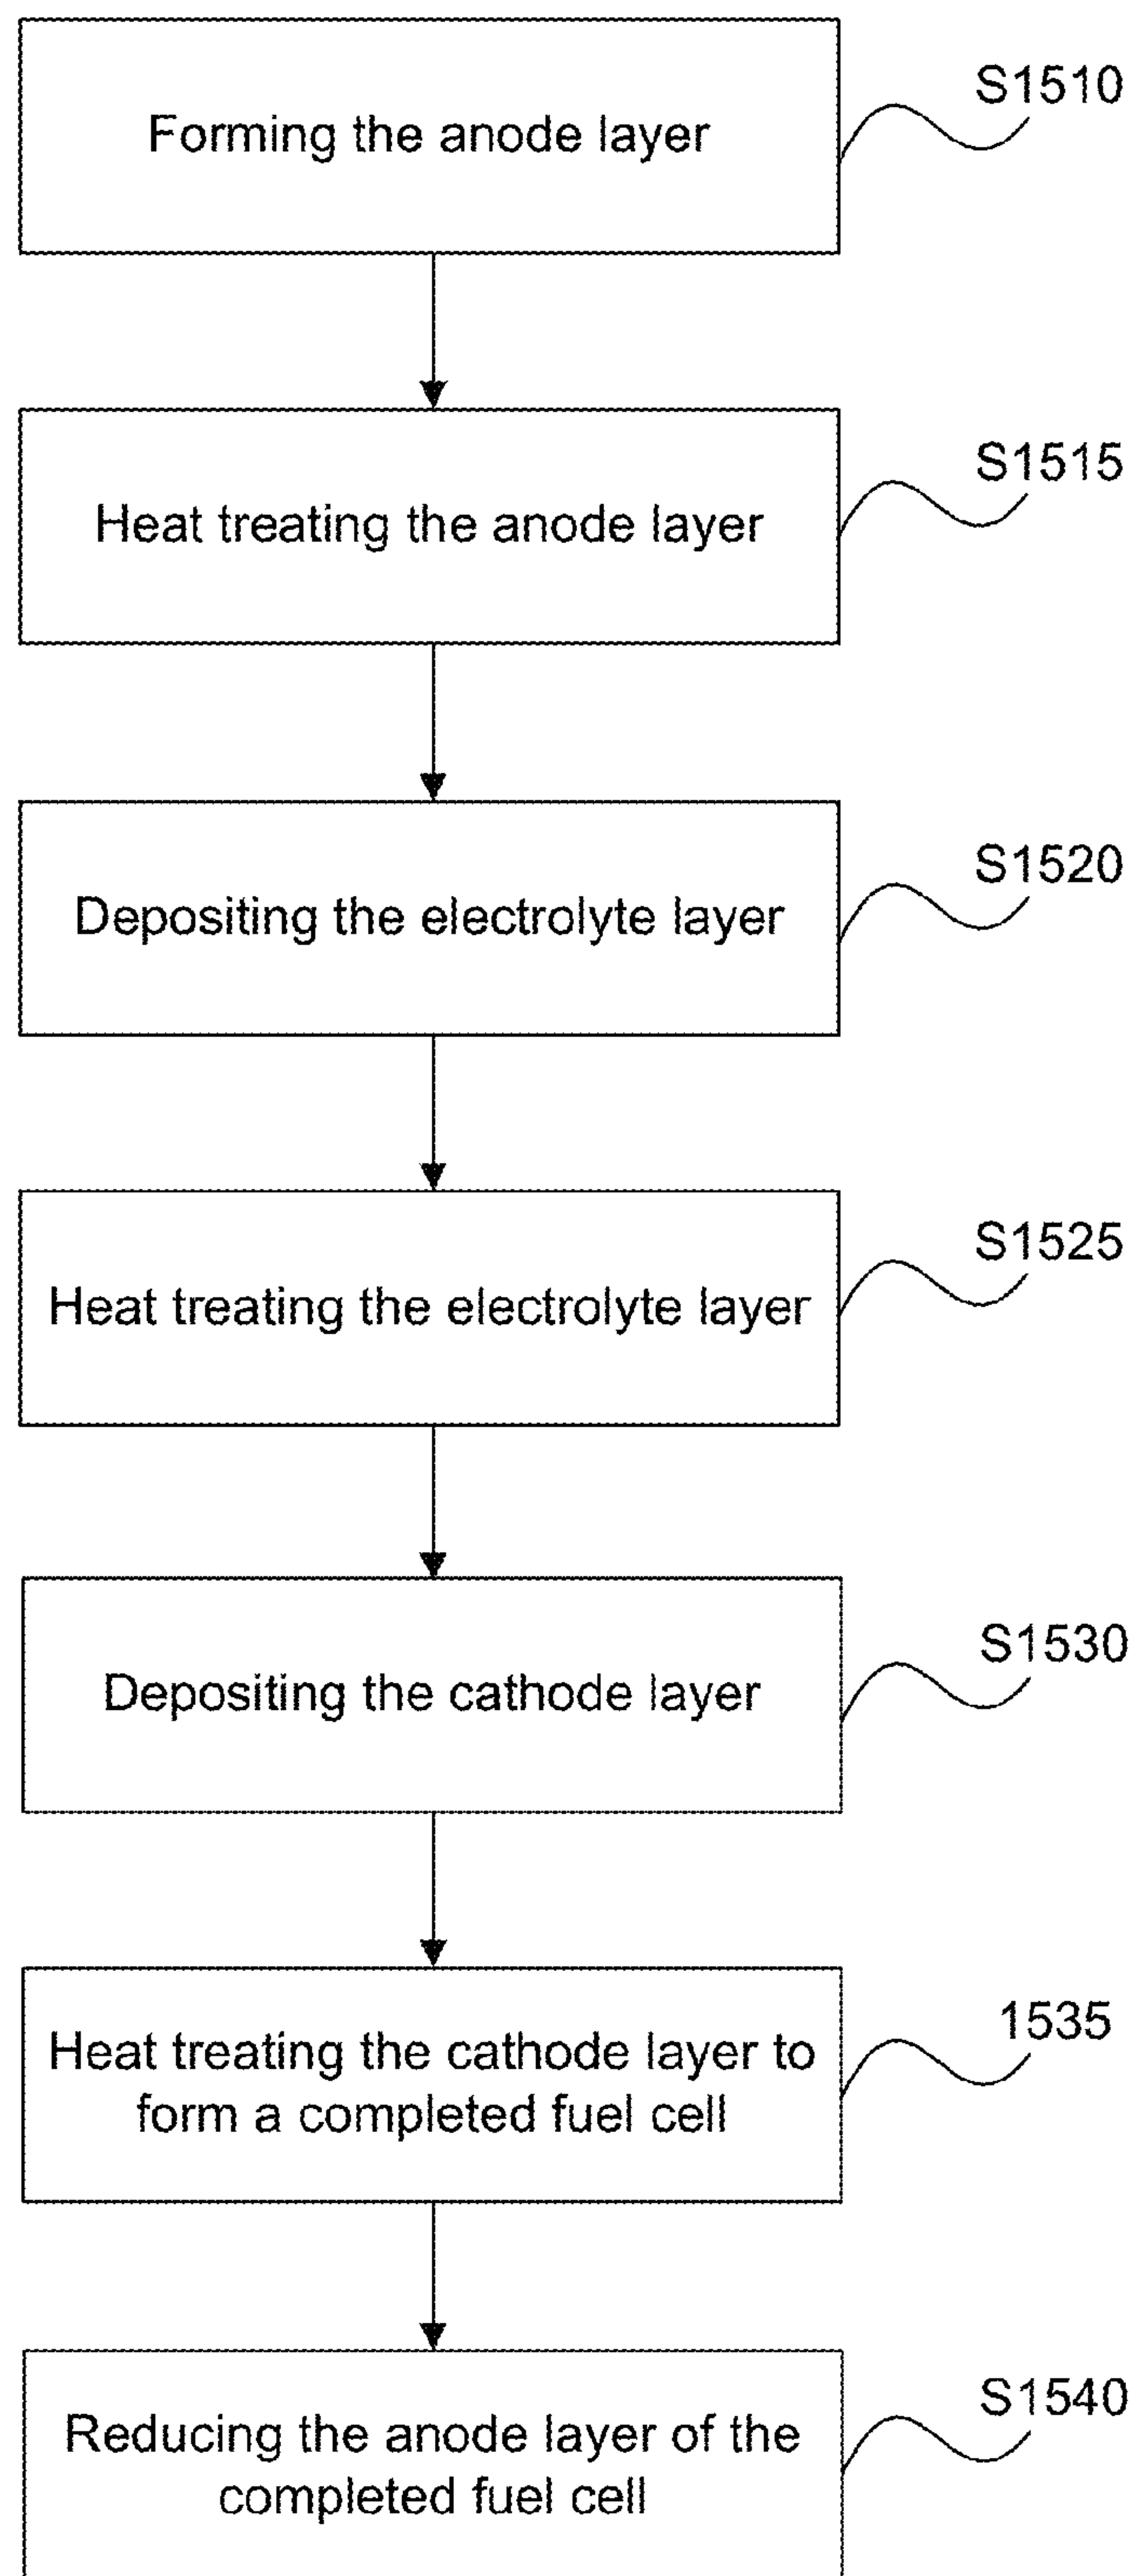 Forming the anode layer
S1510
Heat treating the anode layer
S1515
Depositing the electrolyte layer
S1520
Heat treating the electrolyte layer
S1525
Depositing the cathode layer
S1530
Heat treating the cathode layer to
form a completed fuel cell
1535
Reducing the anode layer of the
completed fuel cell
S1540